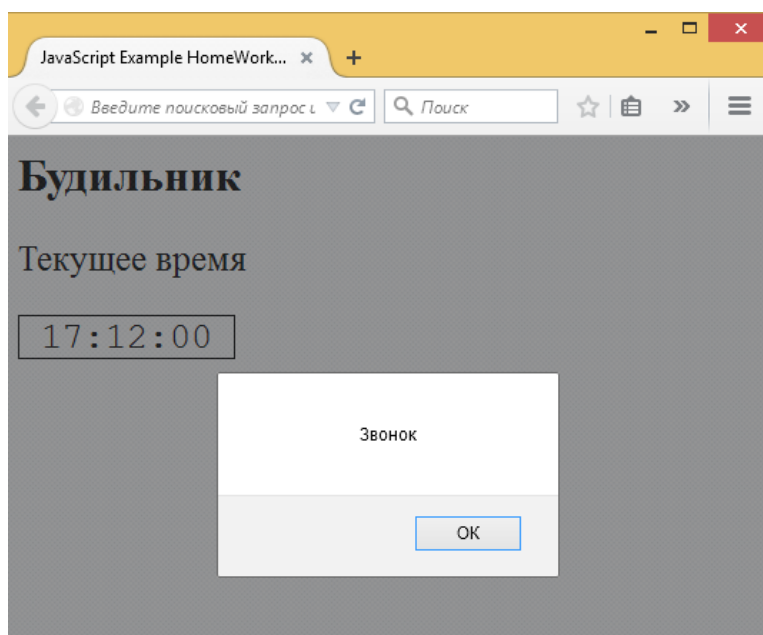 JavaScript Example HomeWork...
Введите поисковый запрос и
Поиск
Будильник
Текущее время
17:12:00
Звонок
OK